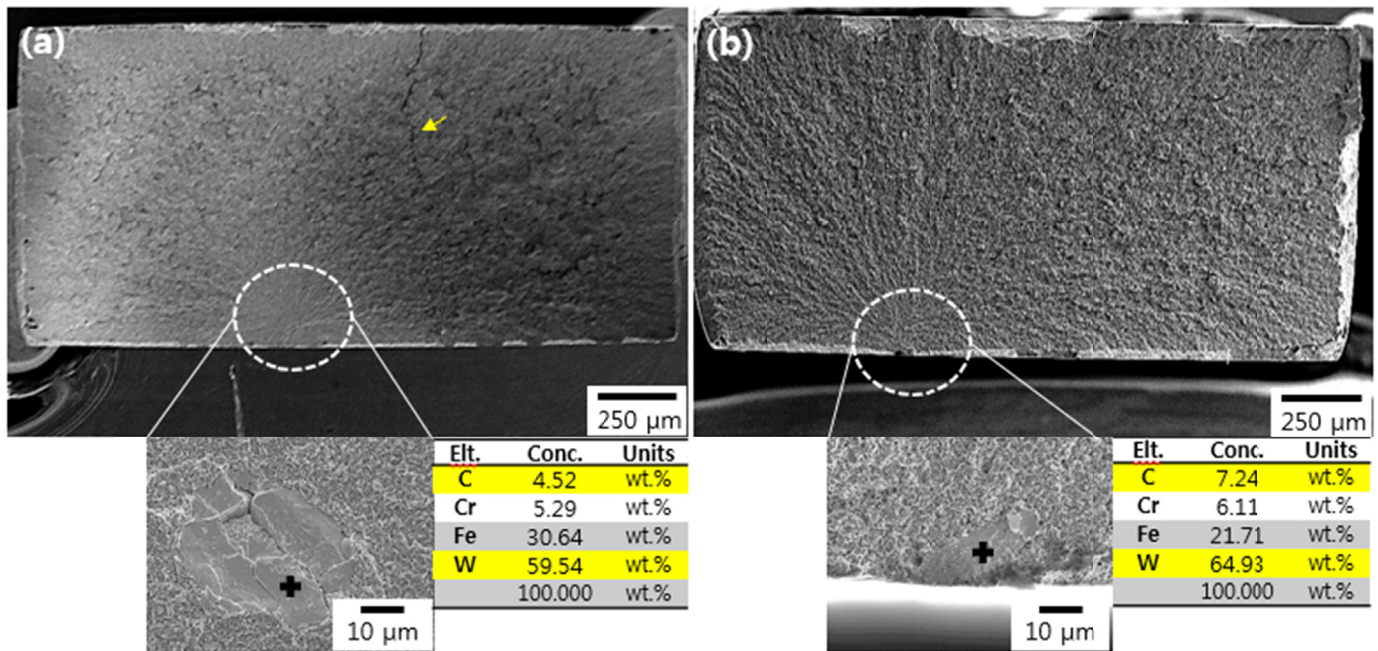 (a)
(b)
250 μm
250 μm
Elt. Conc. Units
C 4.52 wt.%
Cr 5.29 wt.%
Fe 30.64 wt.%
W 59.54 wt.%
100.000 wt.%
10 μm
Elt. Conc. Units
C 7.24 wt.%
Cr 6.11 wt.%
Fe 21.71 wt.%
W 64.93 wt.%
100.000 wt.%
10 μm